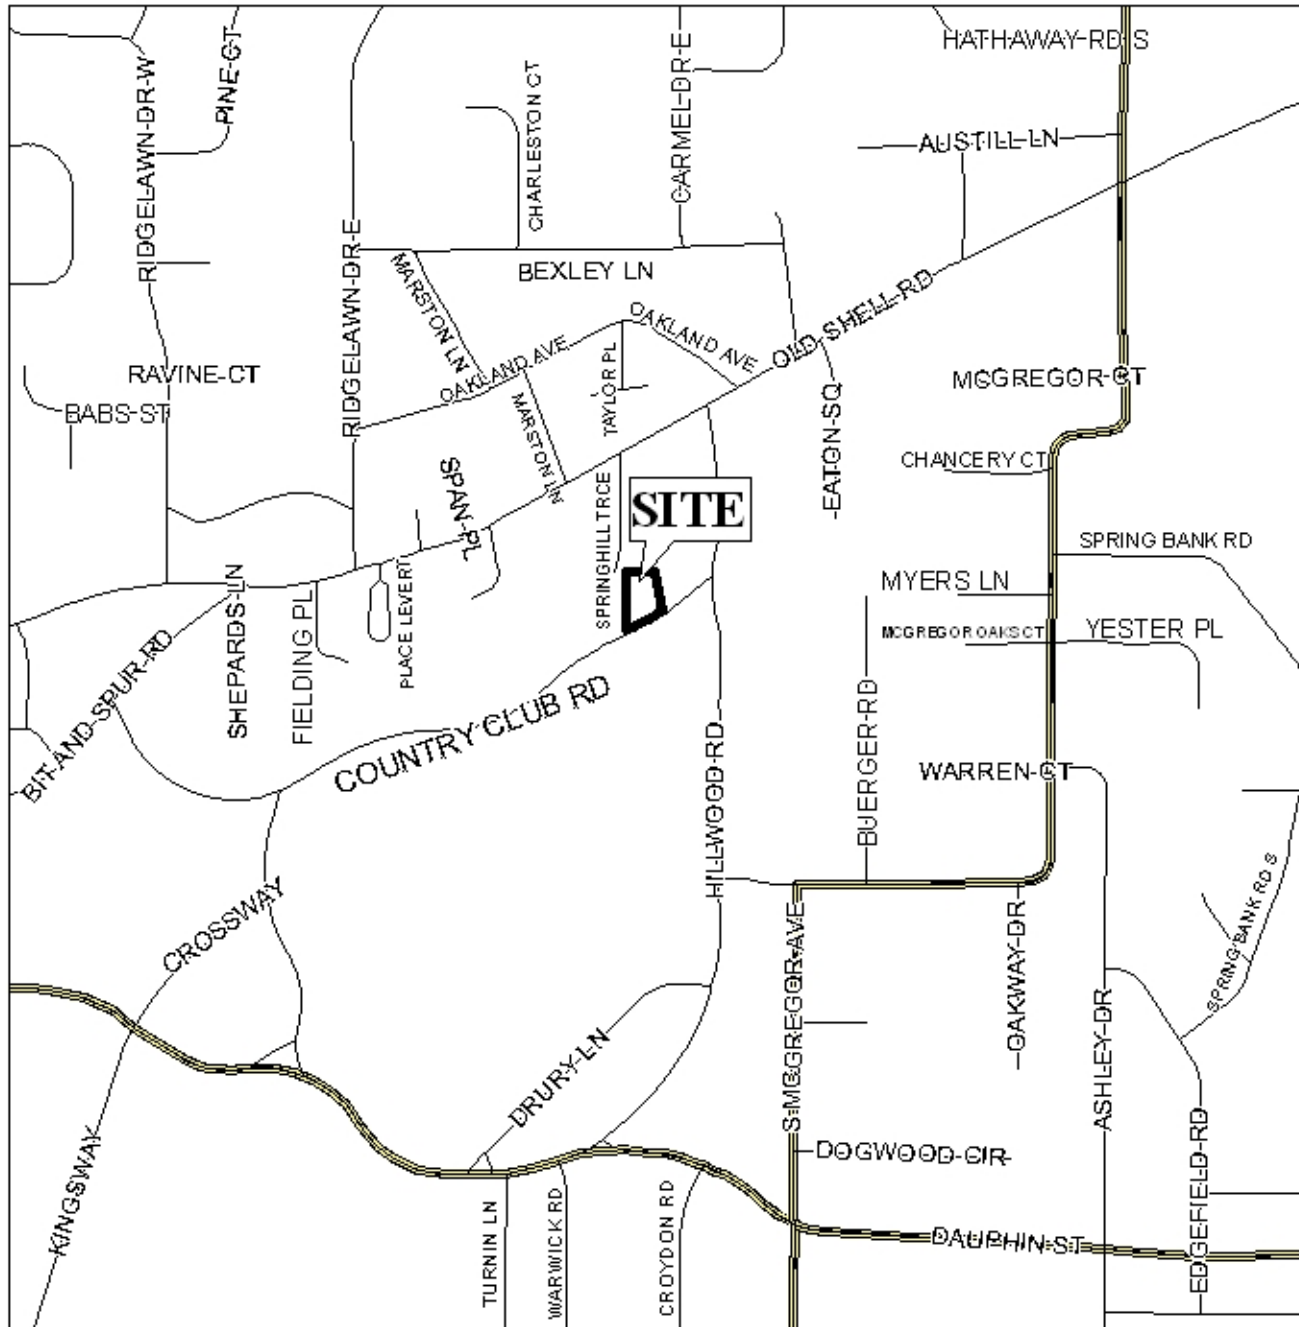 HATHAWAY RD S
RIDGELAWN DR W
PINE CT
CHARLESTON CT
CARMEL DR E
AUSTILL LN
RIDGELAWN DR E
MARSTON LN
BEXLEY LN
OAKLAND AVE
OAKLAND AVE
OLD SHELL RD
TAYLOR PL
RAVINE CT
BABS ST
MCGREGOR CT
MARSTON LN
EATON SQ
CHANCERY CT
SPAN PL
SPRINGHILL TRCE
SITE
SPRING BANK RD
MYERS LN
SHEPARDS LN
FIELDING PL
PLACE LEVERT
MCGREGOR OAKS CT
YESTER PL
BIT AND SPUR RD
COUNTRY CLUB RD
HILLWOOD RD
BUERGER RD
WARREN CT
CROSSWAY
SPRING BANK RD S
S MCGREGOR AVE
OAKWAY DR
ASHLEY DR
DRURY LN
KINGSWAY
DOGWOOD CIR
EDGEFIELD RD
TURNIN LN
WARWICK RD
CROYDON RD
DAUPHIN ST